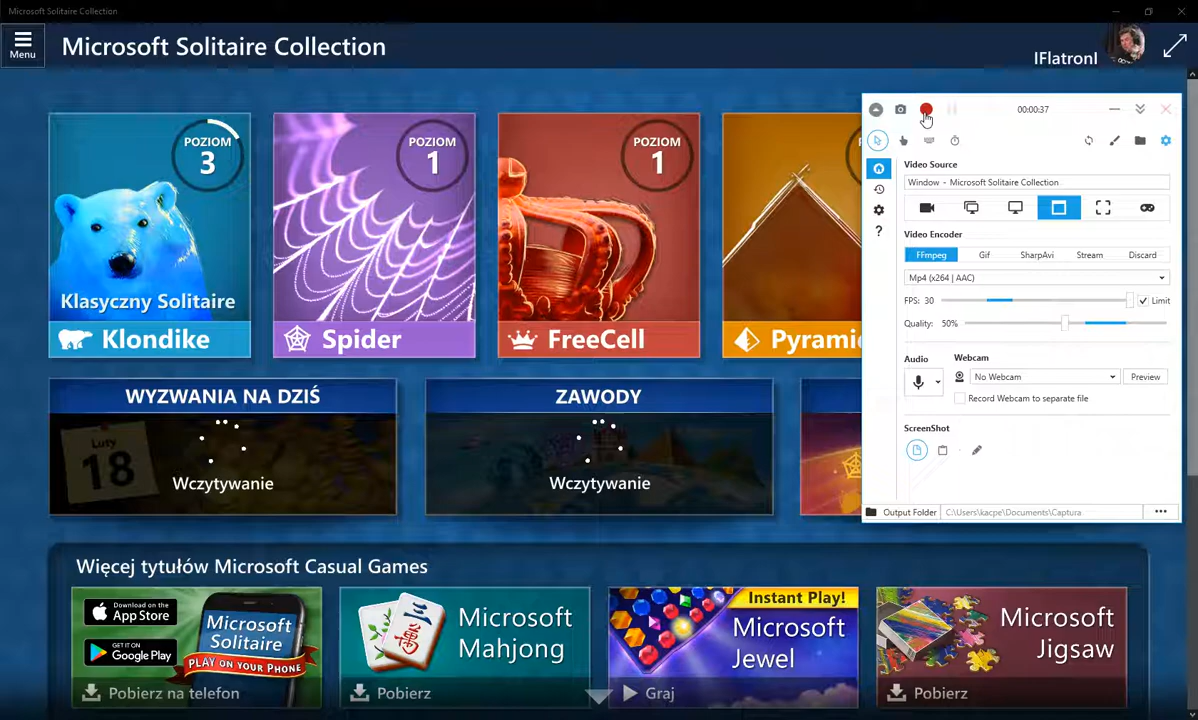 Microsoft Solitaire Collection
Menu
Microsoft Solitaire Collection
IFlatronI
POZIOM
3
Klasyczny Solitaire
Klondike
POZIOM
1
Spider
POZIOM
1
FreeCell
Pyrami
00:00:37
Video Source
Window - Microsoft Solitaire Collection
Video Encoder
FFmpeg Gif SharpAvi Stream Discard
Mp4 (x264 | AAC)
FPS: 30 Limit
Quality: 50%
Audio
Webcam
No Webcam Preview
Record Webcam to separate file
ScreenShot
Output Folder C:\Users\kacpe\Documents\Captura
WYZWANIA NA DZIŚ
Luty
18
Wczytywanie
ZAWODY
Wczytywanie
Więcej tytułów Microsoft Casual Games
Download on the
App Store
GET IT ON
Google Play
Microsoft
Solitaire
PLAY ON YOUR PHONE
Pobierz na telefon
Microsoft
Mahjong
Pobierz
Instant Play!
Microsoft
Jewel
Graj
Microsoft
Jigsaw
Pobierz